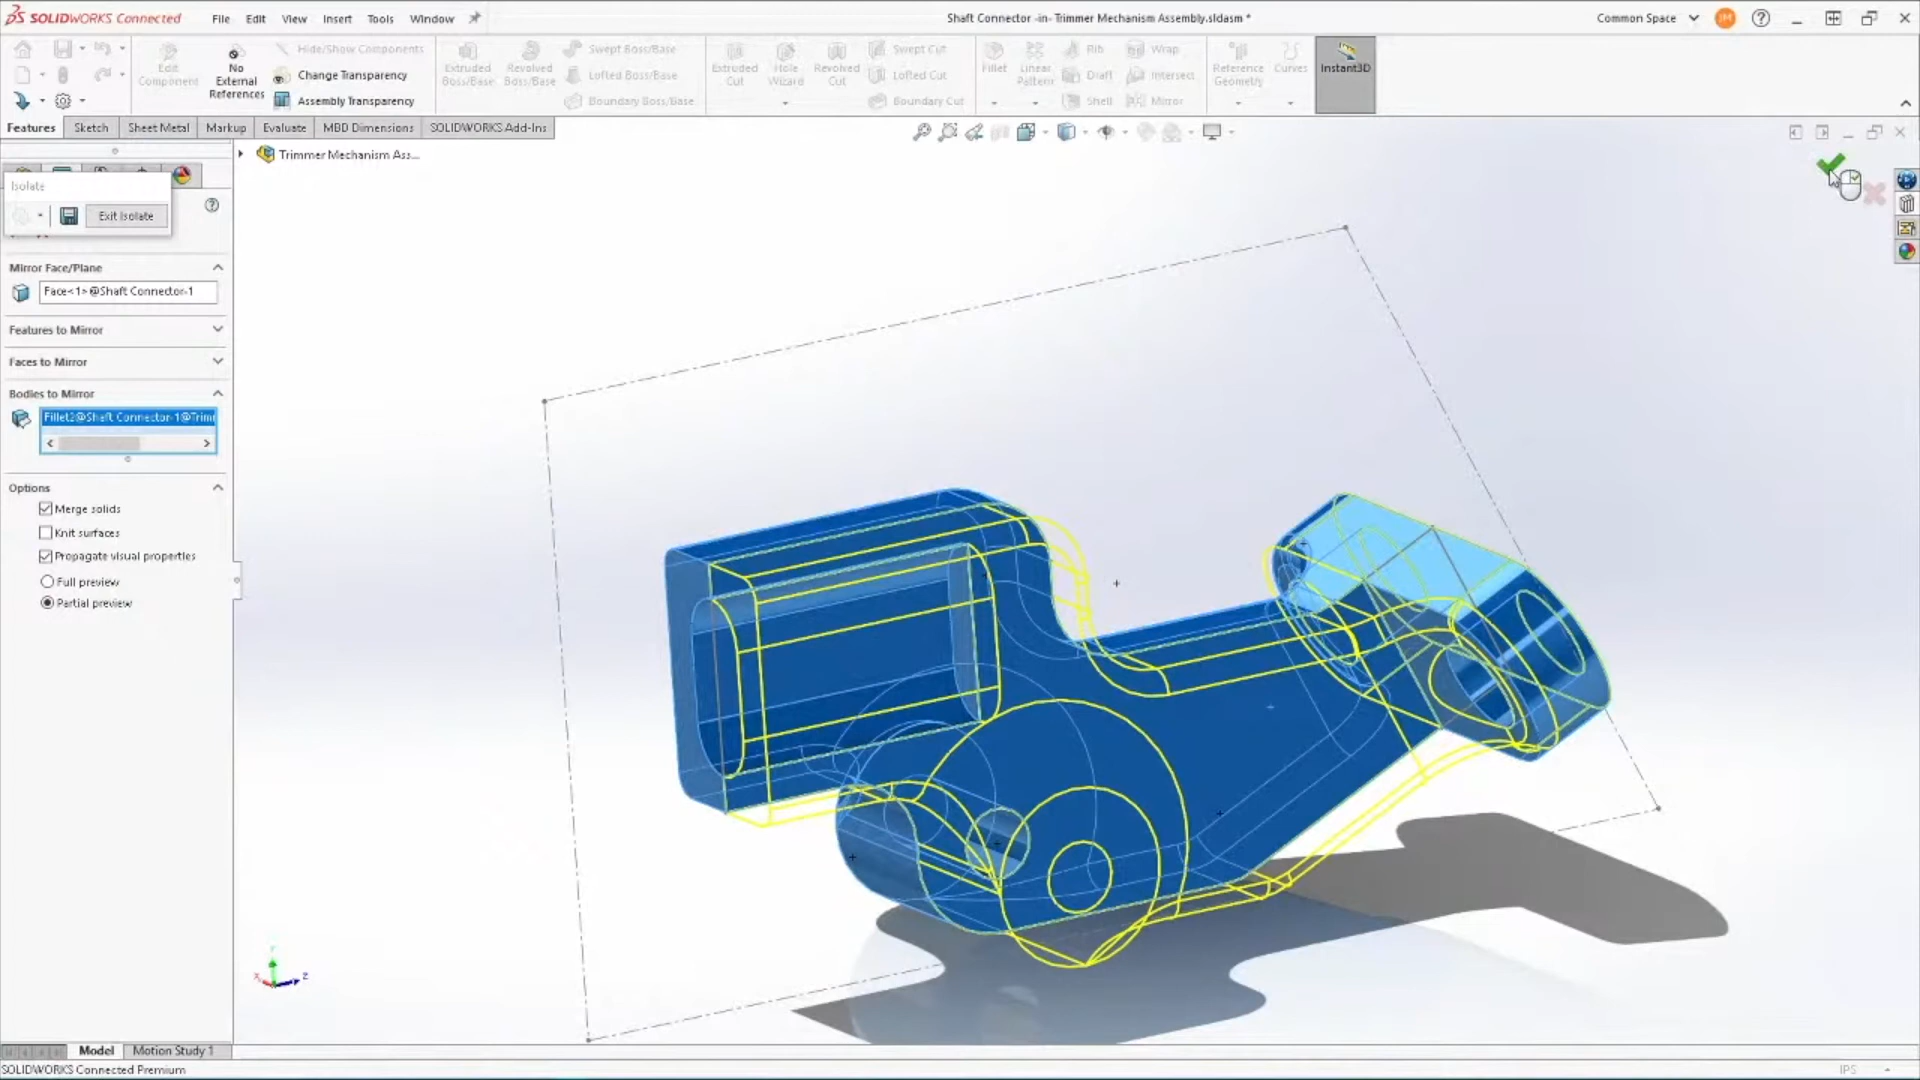 SOLIDWORKS Connected
File
Edit
View
Insert
Tools
Window
Shaft Connector -in- Trimmer Mechanism Assembly.sldasm *
Common Space
JM
Edit Component
No External References
Hide/Show Components
Change Transparency
Assembly Transparency
Extruded Boss/Base
Revolved Boss/Base
Swept Boss/Base
Lofted Boss/Base
Boundary Boss/Base
Extruded Cut
Hole Wizard
Revolved Cut
Swept Cut
Lofted Cut
Boundary Cut
Fillet
Linear Pattern
Rib
Draft
Shell
Wrap
Intersect
Mirror
Reference Geometry
Curves
Instant3D
Features
Sketch
Sheet Metal
Markup
Evaluate
MBD Dimensions
SOLIDWORKS Add-Ins
Trimmer Mechanism Ass...
Isolate
Exit Isolate
Mirror Face/Plane
Face<1>@Shaft Connector-1
Features to Mirror
Faces to Mirror
Bodies to Mirror
Fillet2@Shaft Connector-1@Trim
Options
Merge solids
Knit surfaces
Propagate visual properties
Full preview
Partial preview
Y
X
Z
Model
Motion Study 1
SOLIDWORKS Connected Premium
IPS